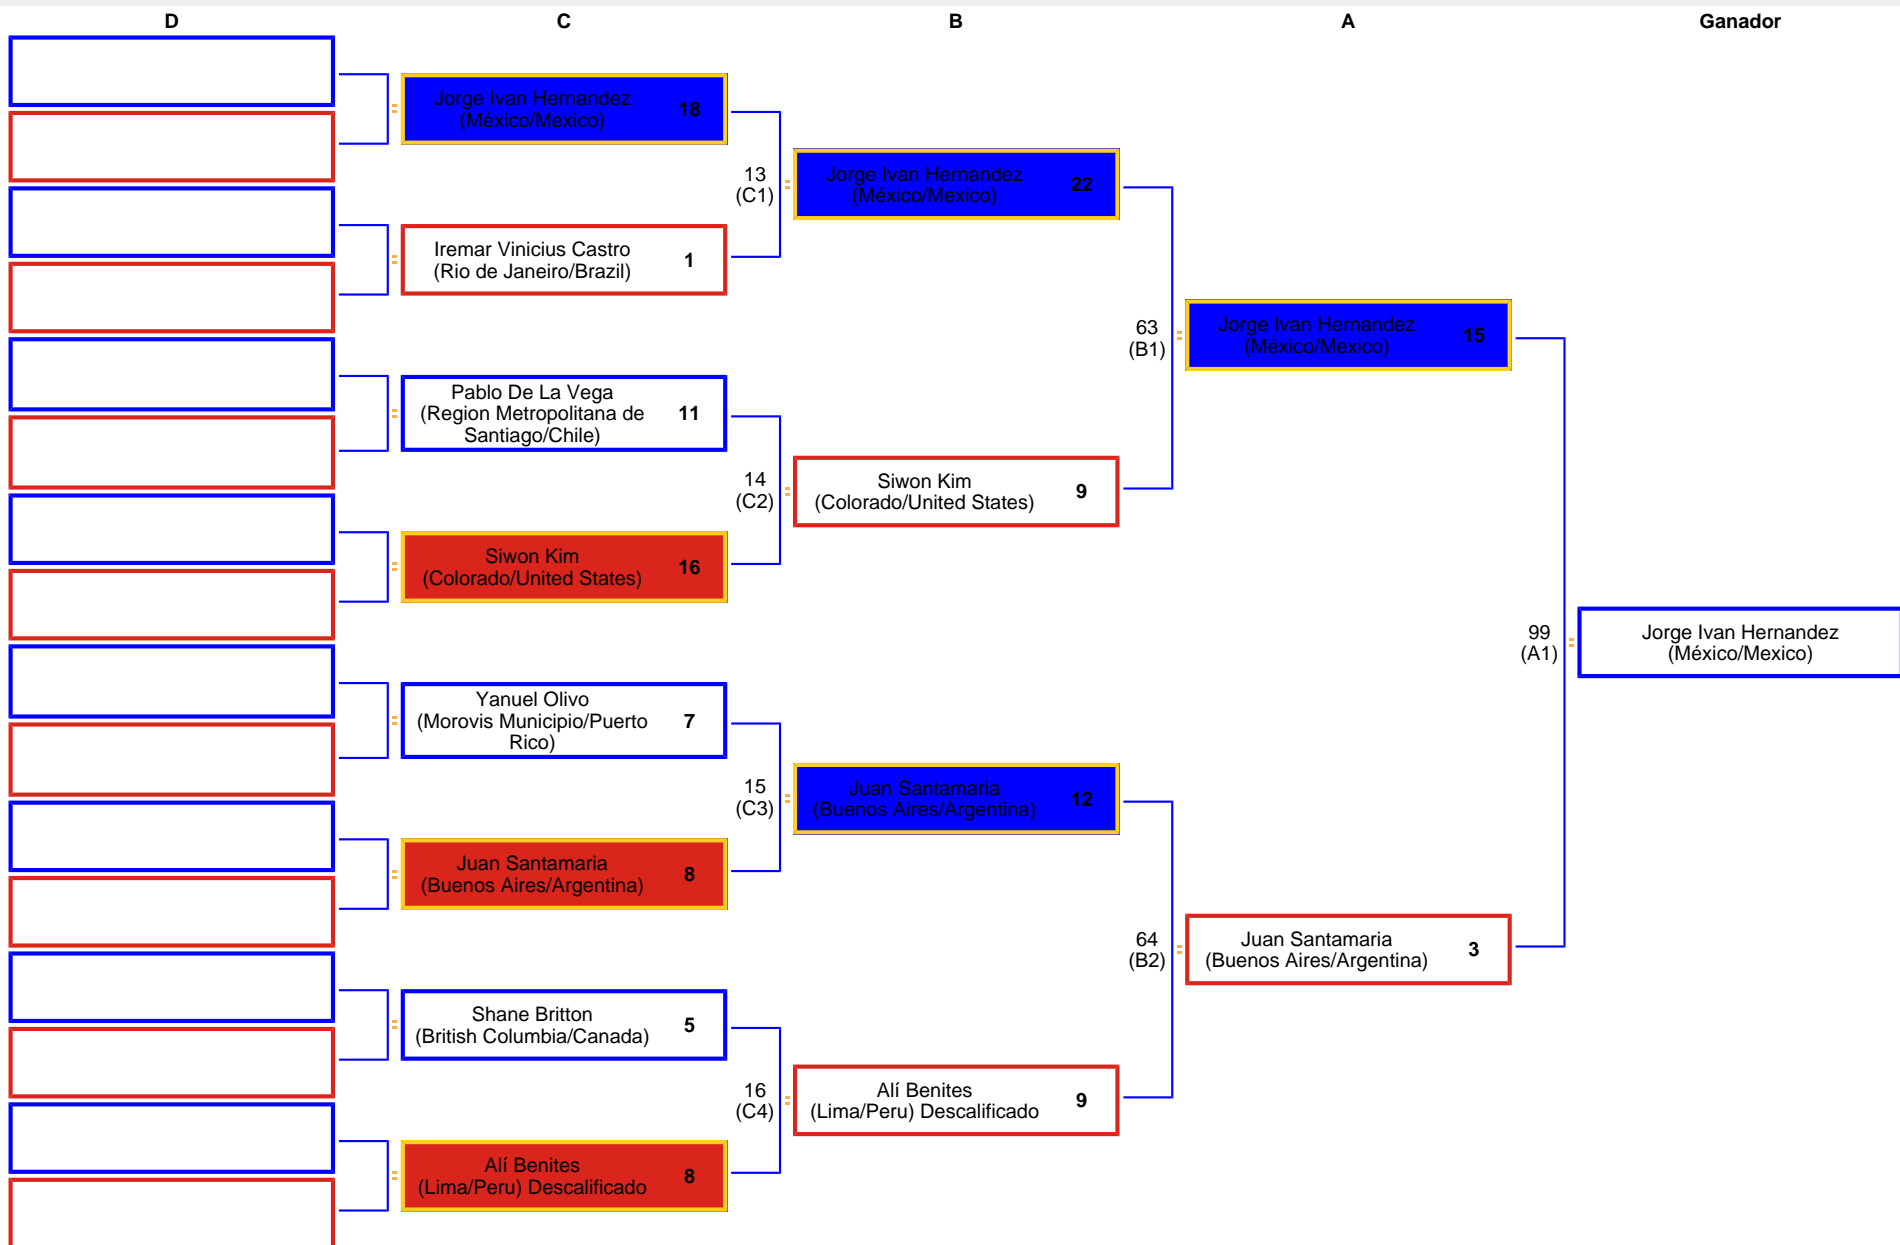 D
C
B
A
Ganador
Jorge Ivan Hernandez
(México/Mexico)
18
13
(C1)
Iremar Vinicius Castro
(Rio de Janeiro/Brazil)
1
Jorge Ivan Hernandez
(México/Mexico)
22
Pablo De La Vega
(Region Metropolitana de
Santiago/Chile)
11
14
(C2)
Siwon Kim
(Colorado/United States)
16
Siwon Kim
(Colorado/United States)
9
63
(B1)
Jorge Ivan Hernandez
(México/Mexico)
15
Yanuel Olivo
(Morovis Municipio/Puerto
Rico)
7
15
(C3)
Juan Santamaria
(Buenos Aires/Argentina)
8
Juan Santamaria
(Buenos Aires/Argentina)
12
Shane Britton
(British Columbia/Canada)
5
16
(C4)
Alí Benites
(Lima/Peru) Descalificado
8
Alí Benites
(Lima/Peru) Descalificado
9
64
(B2)
Juan Santamaria
(Buenos Aires/Argentina)
3
99
(A1)
Jorge Ivan Hernandez
(México/Mexico)